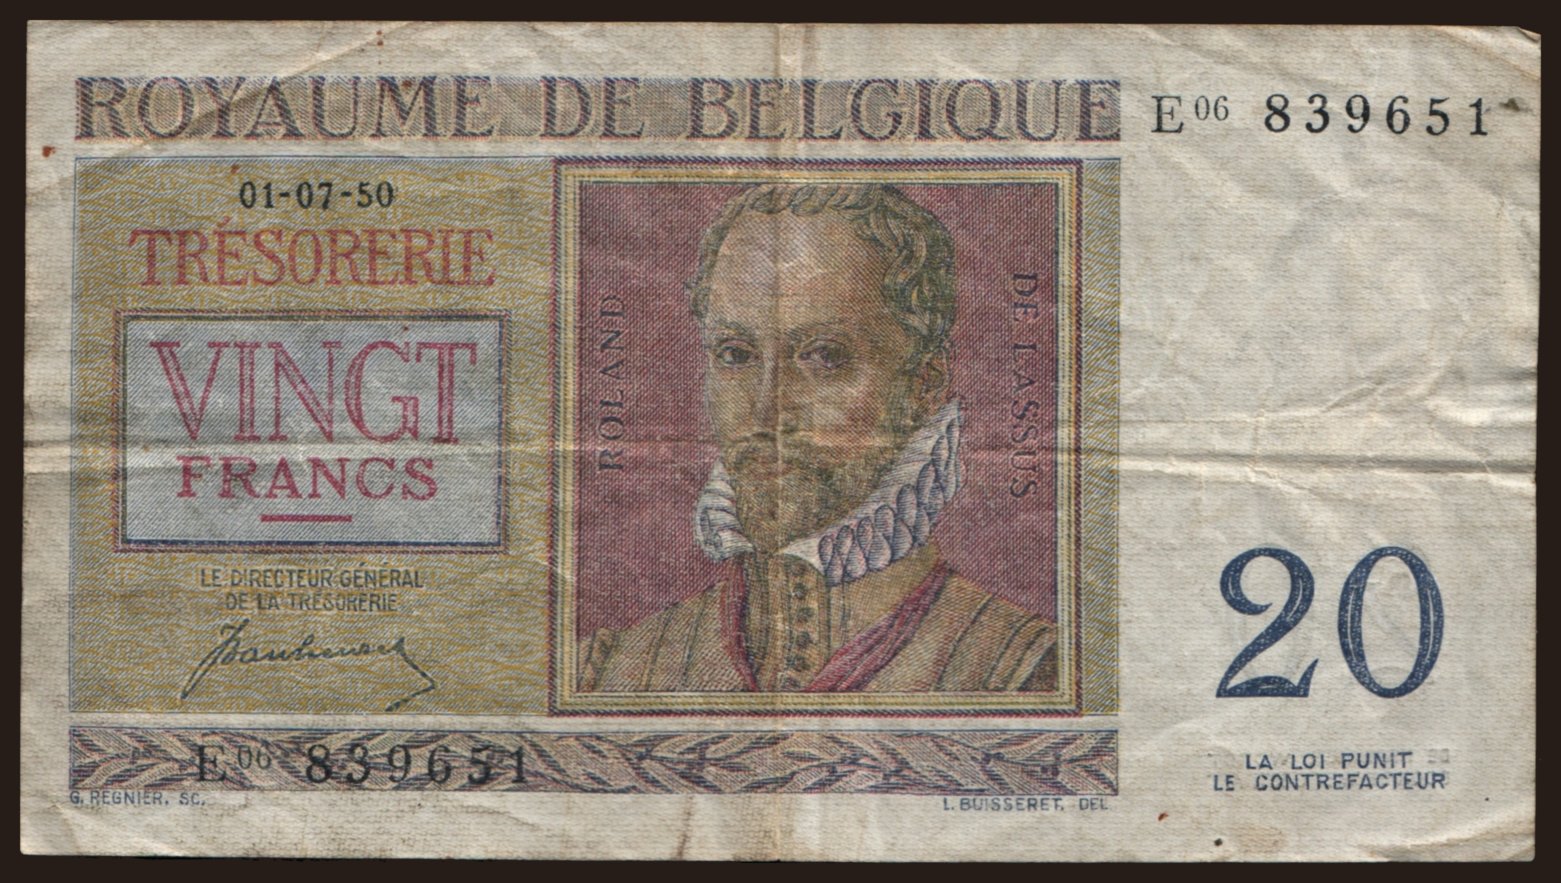 ROYAUME DE BELGIQUE
E06 839651
01-07-50
TRÉSORERIE
VINGT
FRANCS
LE DIRECTEUR GÉNÉRAL
DE LA TRÉSORERIE
ROLAND
DE LASSUS
20
LA LOI PUNIT
LE CONTREFACTEUR
E06 839651
G. REGNIER, SC.
L. BUISSERET, DEL.